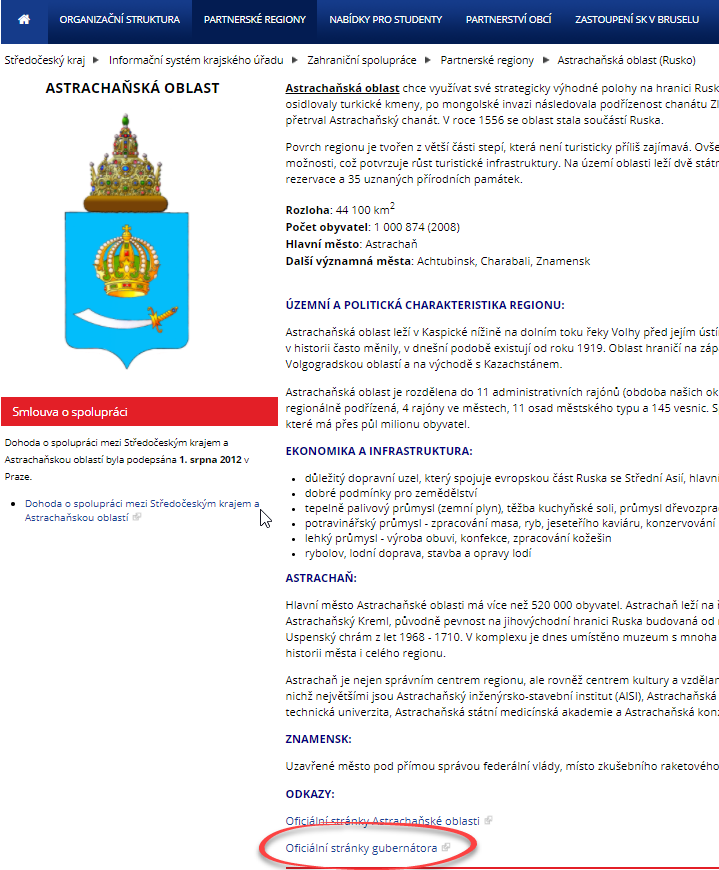 ORGANIZAČNÍ STRUKTURA PARTNERSKÉ REGIONY NABÍDKY PRO STUDENTY PARTNERSTVÍ OBCÍ ZASTOUPENÍ SK V BRUSELU
Středočeský kraj Informační systém krajského úřadu Zahraniční spolupráce Partnerské regiony Astrachaňská oblast (Rusko)
ASTRACHAŇSKÁ OBLAST
Smlouva o spolupráci
Dohoda o spolupráci mezi Středočeským krajem a
Astrachaňskou oblastí byla podepsána 1. srpna 2012 v
Praze.
Dohoda o spolupráci mezi Středočeským krajem a
Astrachaňskou oblastí
Astrachaňská oblast chce využívat své strategicky výhodné polohy na hranici Rusk
osidlovaly turkické kmeny, po mongolské invazi následovala podřízenost chanátu Zl
přetrval Astrachaňský chanát. V roce 1556 se oblast stala součástí Ruska.
Povrch regionu je tvořen z větší části stepí, která není turisticky příliš zajímavá. Ovše
možnosti, což potvrzuje růst turistické infrastruktury. Na území oblasti leží dvě státr
rezervace a 35 uznaných přírodních památek.
Rozloha: 44 100 km2
Počet obyvatel: 1 000 874 (2008)
Hlavní město: Astrachaň
Další významná města: Achtubinsk, Charabali, Znamensk
ÚZEMNÍ A POLITICKÁ CHARAKTERISTIKA REGIONU:
Astrachaňská oblast leží v Kaspické nížině na dolním toku řeky Volhy před jejím ústí
v historii často měnily, v dnešní podobě existují od roku 1919. Oblast hraničí na záp
Volgogradskou oblastí a na východě s Kazachstánem.
Astrachaňská oblast je rozdělena do 11 administrativních rajónů (obdoba našich ok
regionálně podřízená, 4 rajóny ve městech, 11 osad městského typu a 145 vesnic. S
které má přes půl milionu obyvatel.
EKONOMIKA A INFRASTRUKTURA:
důležitý dopravní uzel, který spojuje evropskou část Ruska se Střední Asií, hlavní
dobré podmínky pro zemědělství
tepelně palivový průmysl (zemní plyn), těžba kuchyňské soli, průmysl dřevozpra
potravinářský průmysl - zpracování masa, ryb, jeseteřího kaviáru, konzervování
lehký průmysl - výroba obuvi, konfekce, zpracování kožešin
rybolov, lodní doprava, stavba a opravy lodí
ASTRACHAŇ:
Hlavní město Astrachaňské oblasti má více než 520 000 obyvatel. Astrachaň leží na
Astrachaňský Kreml, původně pevnost na jihovýchodní hranici Ruska budovaná od
Uspenský chrám z let 1968 - 1710. V komplexu je dnes umístěno muzeum s mnoha
historii města i celého regionu.
Astrachaň je nejen správním centrem regionu, ale rovněž centrem kultury a vzdělan
nichž největšími jsou Astrachaňský inženýrsko-stavební institut (AISI), Astrachaňská
technická univerzita, Astrachaňská státní medicínská akademie a Astrachaňská kon
ZNAMENSK:
Uzavřené město pod přímou správou federální vlády, místo zkušebního raketového
ODKAZY:
Oficiální stránky Astrachaňské oblasti
Oficiální stránky gubernátora